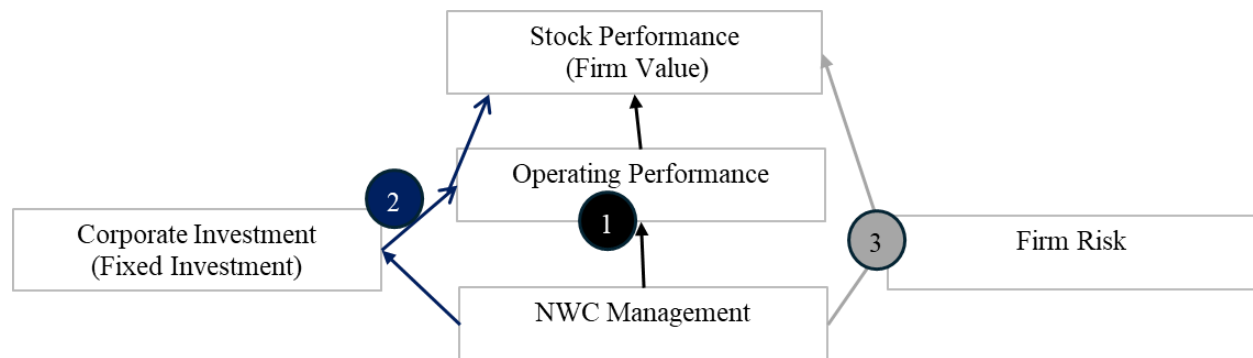 Stock Performance
(Firm Value)
Operating Performance
2
1
Corporate Investment
(Fixed Investment)
3
Firm Risk
NWC Management